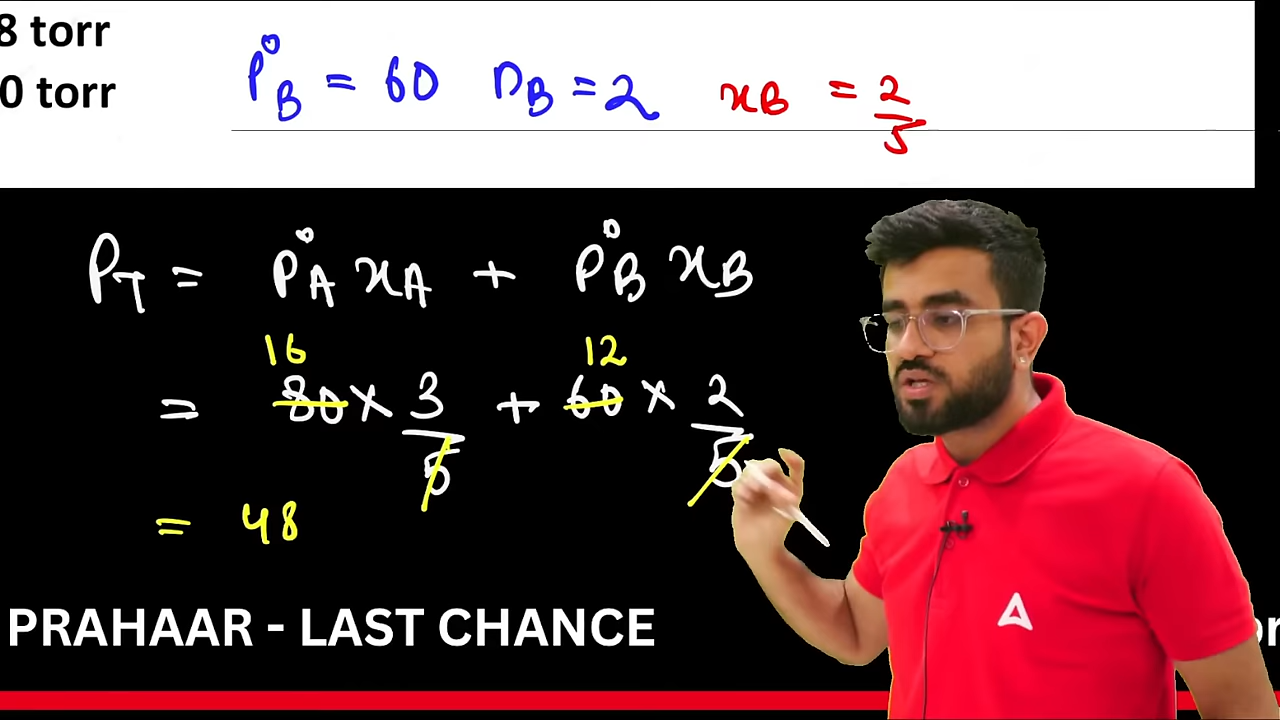 8 torr
0 torr
P°B = 60 nB = 2 xB = 2/5
PT = P°A xA + P°B xB
16 12
= 80 × 3/5 + 60 × 2/5
= 48
PRAHAAR - LAST CHANCE